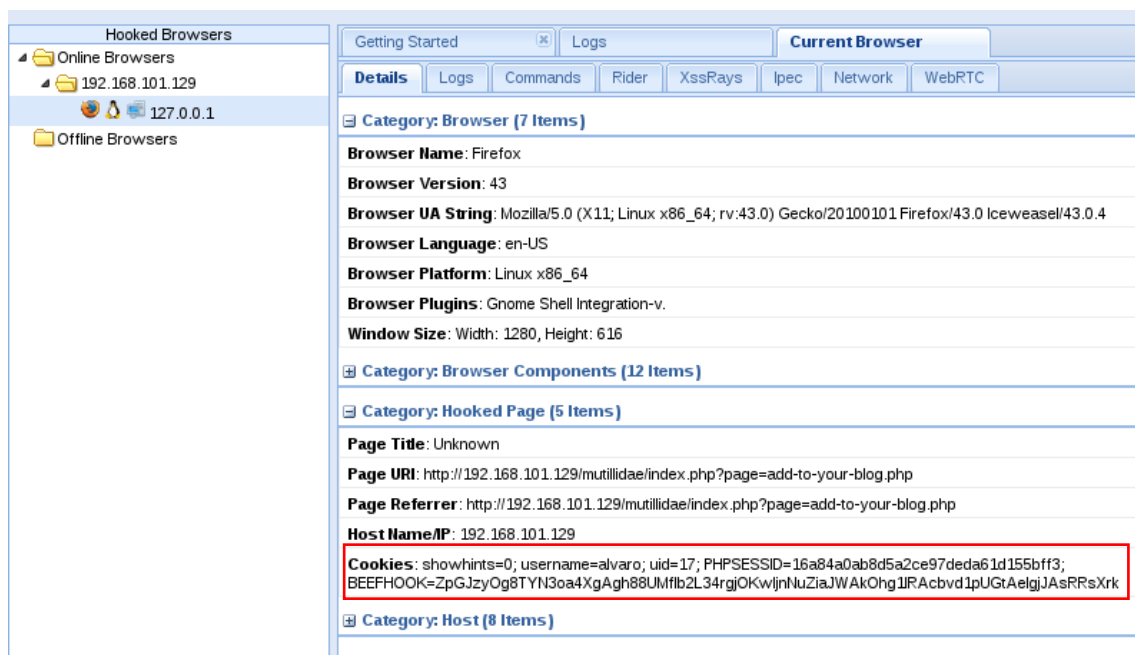 Hooked Browsers
Online Browsers
192.168.101.129
127.0.0.1
Offline Browsers
Getting Started
Logs
Current Browser
Details
Logs
Commands
Rider
XssRays
Ipec
Network
WebRTC
Category: Browser (7 Items)
Browser Name: Firefox
Browser Version: 43
Browser UA String: Mozilla/5.0 (X11; Linux x86_64; rv:43.0) Gecko/20100101 Firefox/43.0 Iceweasel/43.0.4
Browser Language: en-US
Browser Platform: Linux x86_64
Browser Plugins: Gnome Shell Integration-v.
Window Size: Width: 1280, Height: 616
Category: Browser Components (12 Items)
Category: Hooked Page (5 Items)
Page Title: Unknown
Page URI: http://192.168.101.129/mutillidae/index.php?page=add-to-your-blog.php
Page Referrer: http://192.168.101.129/mutillidae/index.php?page=add-to-your-blog.php
Host Name/IP: 192.168.101.129
Cookies: showhints=0; username=alvaro; uid=17; PHPSESSID=16a84a0ab8d5a2ce97deda61d155bff3;
Category: Host (8 Items)